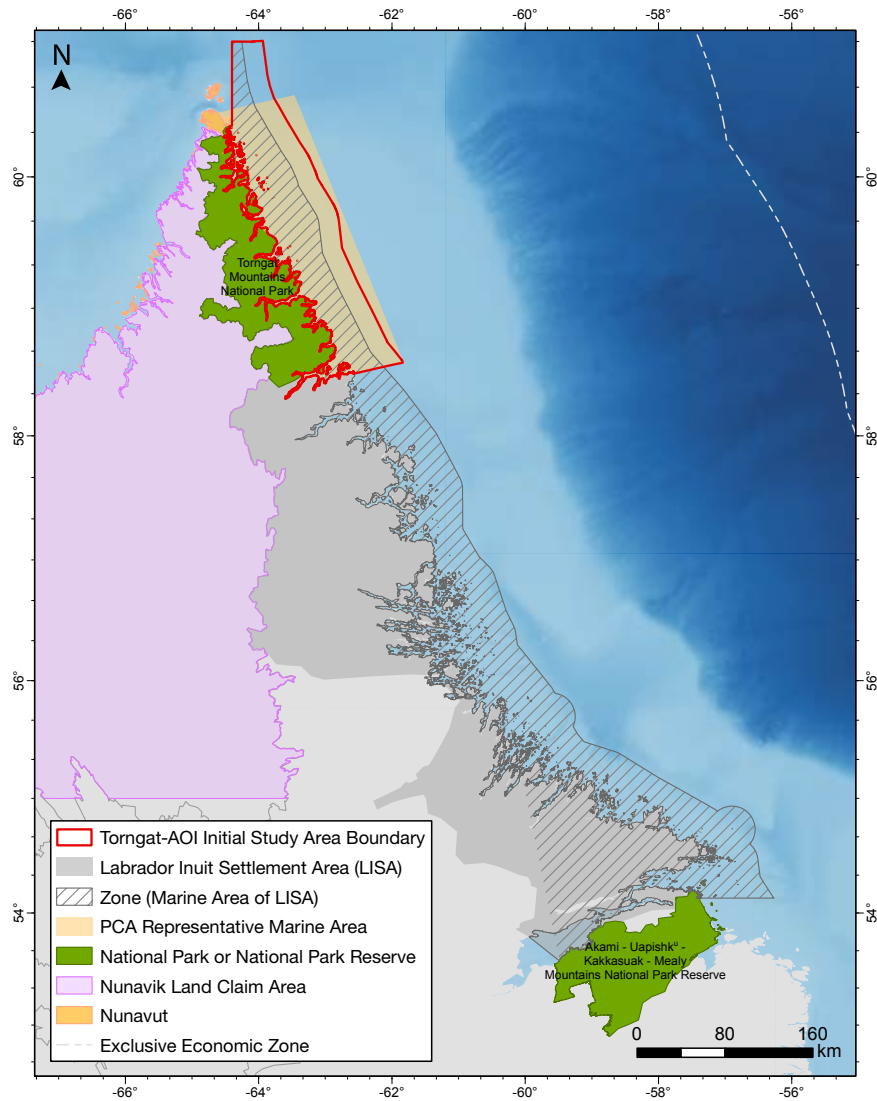 -66°
-64°
-62°
-60°
-58°
-56°
N
60°
60°
Torngat
Mountains
National Park
58°
58°
56°
56°
54°
54°
Torngat-AOI Initial Study Area Boundary
Labrador Inuit Settlement Area (LISA)
Zone (Marine Area of LISA)
PCA Representative Marine Area
National Park or National Park Reserve
Nunavik Land Claim Area
Nunavut
Exclusive Economic Zone
Akami - Uapishkᵁ -
Kakkasuak - Mealy
Mountains National Park Reserve
0 80 160
km
-66°
-64°
-62°
-60°
-58°
-56°